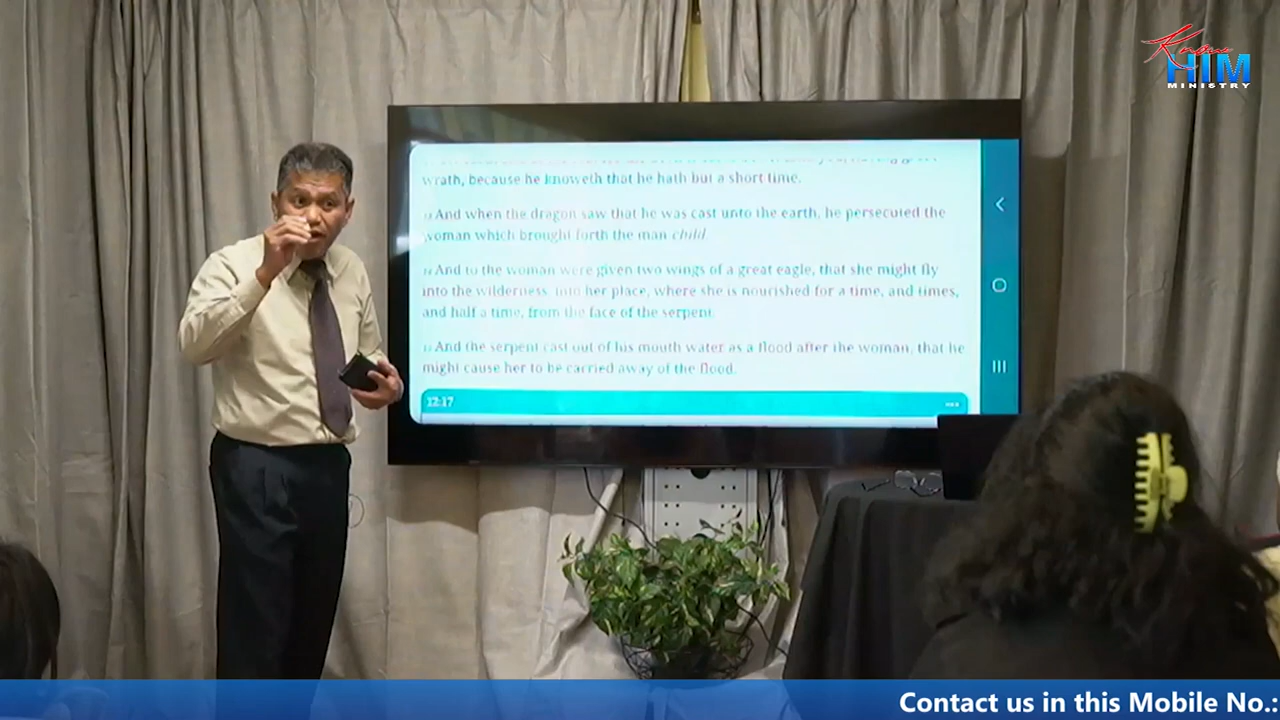 Know
HIM
MINISTRY
wrath, because he knoweth that he hath but a short time.
13 And when the dragon saw that he was cast unto the earth, he persecuted the
woman which brought forth the man child.
14 And to the woman were given two wings of a great eagle, that she might fly
into the wilderness, into her place, where she is nourished for a time, and times,
and half a time, from the face of the serpent.
And the serpent cast out of his mouth water as a flood after the woman, that he
might cause her to be carried away of the flood.
12:17
Contact us in this Mobile No.: